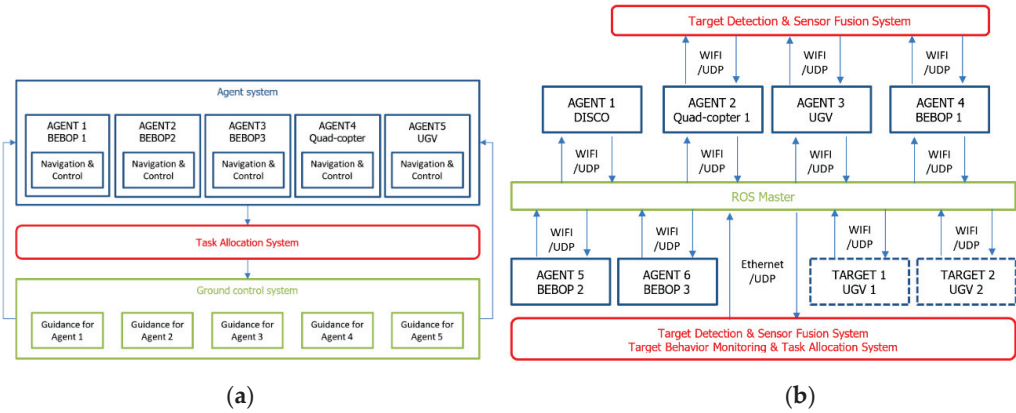 Agent system
AGENT 1 AGENT2 AGENT3 AGENT4 AGENT5
BEBOP 1 BEBOP2 BEBOP3 Quad-copter UGV
Navigation & Navigation & Navigation & Navigation & Navigation &
Control Control Control Control Control
Task Allocation System
Ground control system
Guidance for Guidance for Guidance for Guidance for Guidance for
Agent 1 Agent 2 Agent 3 Agent 4 Agent 5
(a)
Target Detection & Sensor Fusion System
WIFI WIFI WIFI
/UDP /UDP /UDP
AGENT 1 AGENT 2 AGENT 3 AGENT 4
DISCO Quad-copter 1 UGV BEBOP 1
WIFI WIFI WIFI WIFI
/UDP /UDP /UDP /UDP
ROS Master
WIFI WIFI WIFI WIFI
/UDP /UDP /UDP /UDP
AGENT 5 AGENT 6 Ethernet TARGET 1 TARGET 2
BEBOP 2 BEBOP 3 /UDP UGV 1 UGV 2
Target Detection & Sensor Fusion System
Target Behavior Monitoring & Task Allocation System
(b)